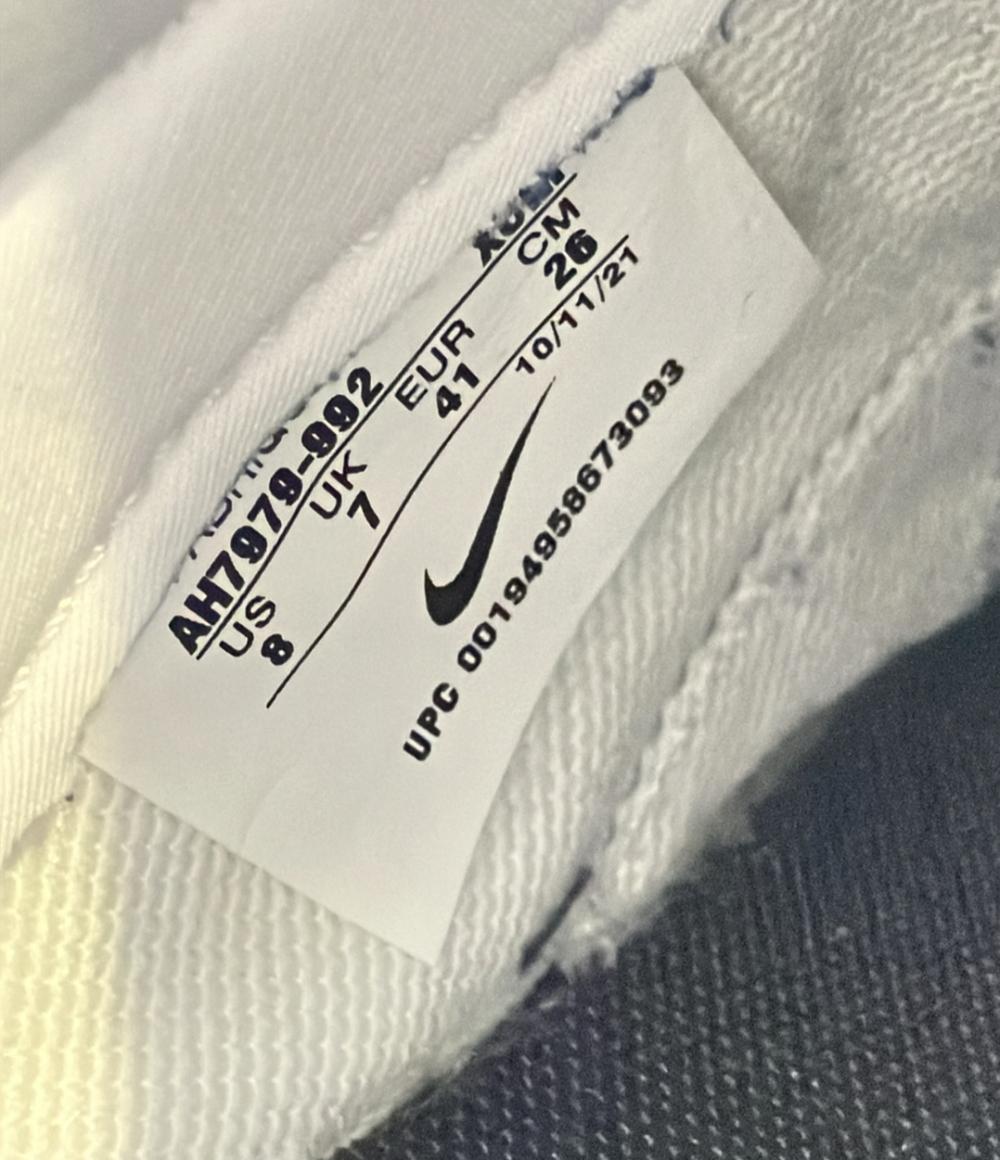 AH7979-992
US UK EUR CM
8 7 41 26
10/11/21
UPC 00194958673093